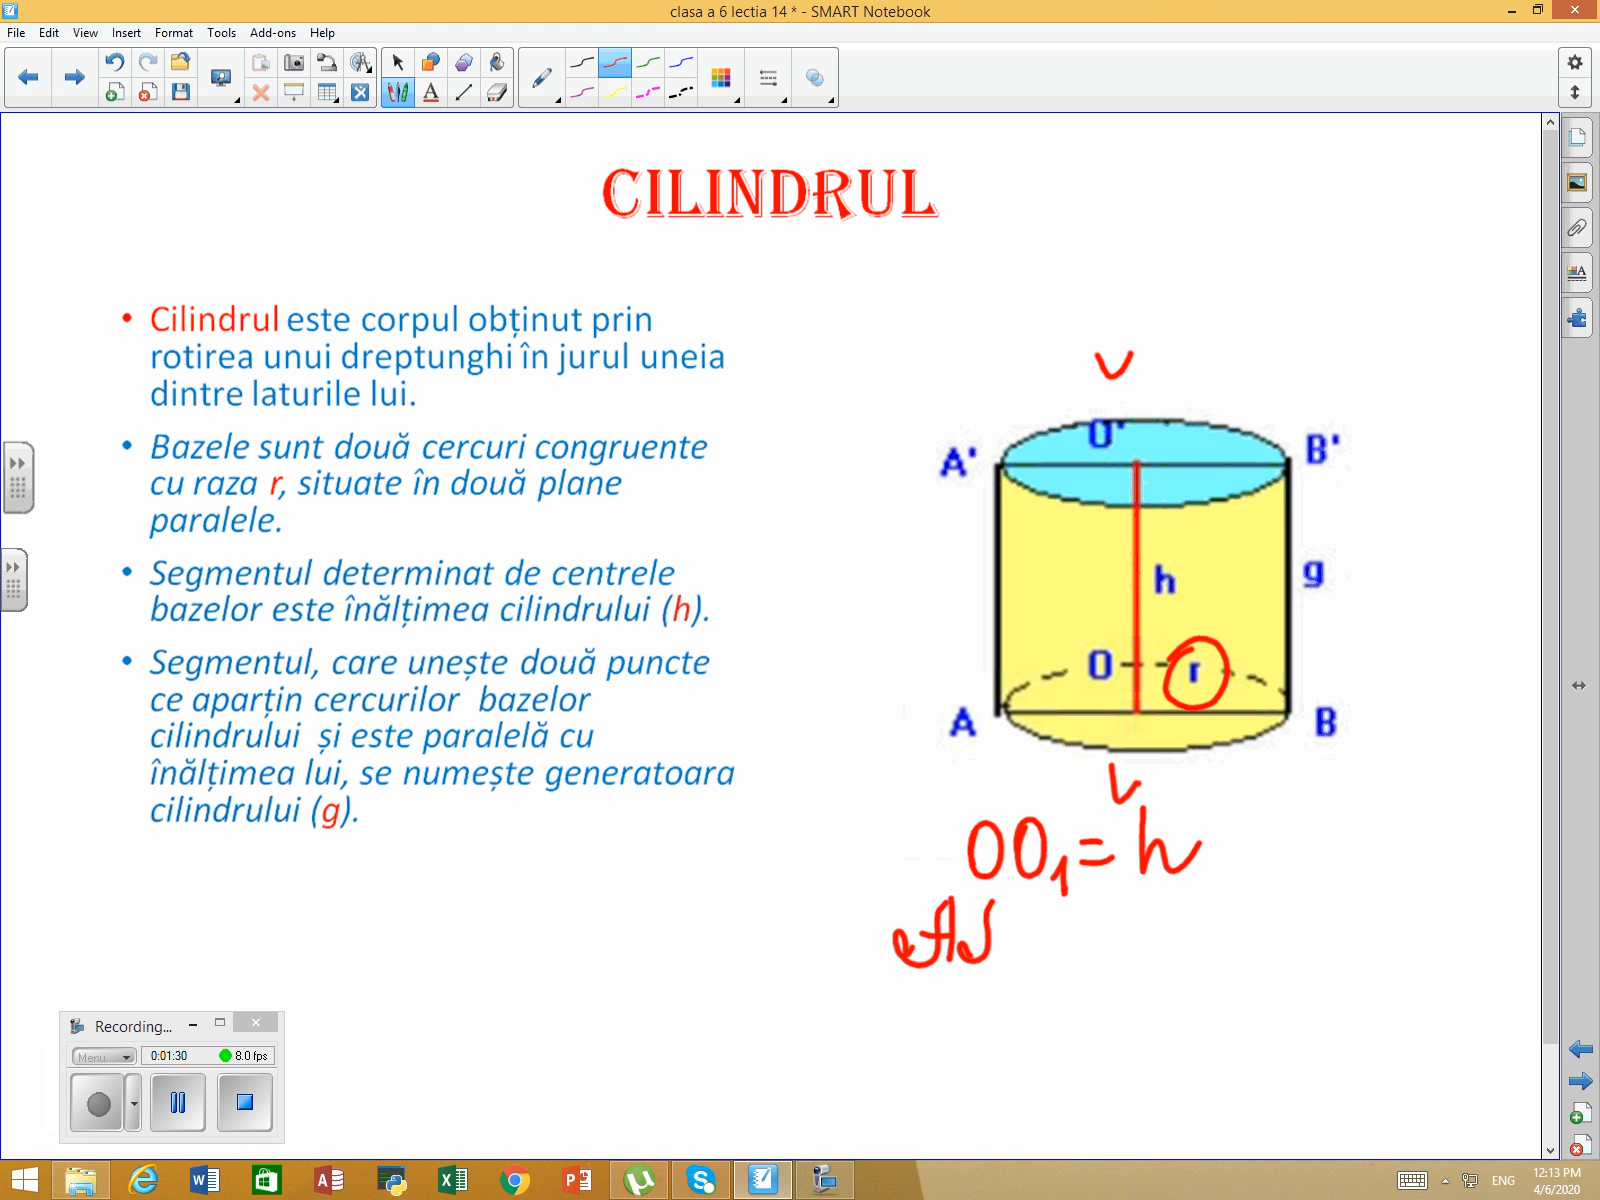 clasa a 6 lectia 14 * - SMART Notebook
File Edit View Insert Format Tools Add-ons Help
CILINDRUL
• Cilindrul este corpul obținut prin
rotirea unui dreptunghi în jurul uneia
dintre laturile lui.
• Bazele sunt două cercuri congruente
cu raza r, situate în două plane
paralele.
• Segmentul determinat de centrele
bazelor este înălțimea cilindrului (h).
• Segmentul, care unește două puncte
ce aparțin cercurilor bazelor
cilindrului și este paralelă cu
înălțimea lui, se numește generatoara
cilindrului (g).
O'
A' B'
h g
O r
A B
OO₁=h
Recording...
Menu 0:01:30 8.0 fps
ENG 12:13 PM
4/6/2020